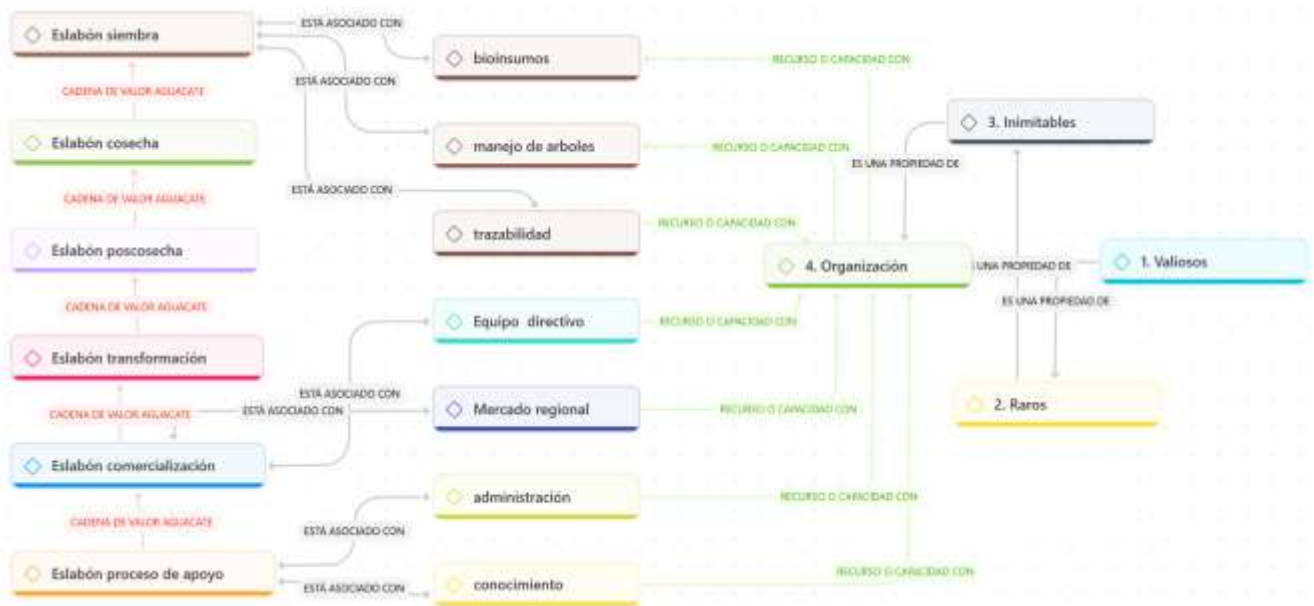 Eslabón siembra
ESTÁ ASOCIADO CON
bioinsumos
RECURSO O CAPACIDAD CON
ESTÁ ASOCIADO CON
CADENA DE VALOR AGUACATE
3. Inimitables
Eslabón cosecha
manejo de arboles
RECURSO O CAPACIDAD CON
ES UNA PROPIEDAD DE
ESTÁ ASOCIADO CON
CADENA DE VALOR AGUACATE
trazabilidad
RECURSO O CAPACIDAD CON
Eslabón poscosecha
4. Organización
UNA PROPIEDAD DE
1. Valiosos
ES UNA PROPIEDAD DE
CADENA DE VALOR AGUACATE
Equipo directivo
RECURSO O CAPACIDAD CON
Eslabón transformación
ESTÁ ASOCIADO CON
CADENA DE VALOR AGUACATE
ESTÁ ASOCIADO CON
Mercado regional
RECURSO O CAPACIDAD CON
2. Raros
Eslabón comercialización
administración
RECURSO O CAPACIDAD CON
CADENA DE VALOR AGUACATE
ESTÁ ASOCIADO CON
Eslabón proceso de apoyo
RECURSO O CAPACIDAD CON
ESTÁ ASOCIADO CON
conocimiento